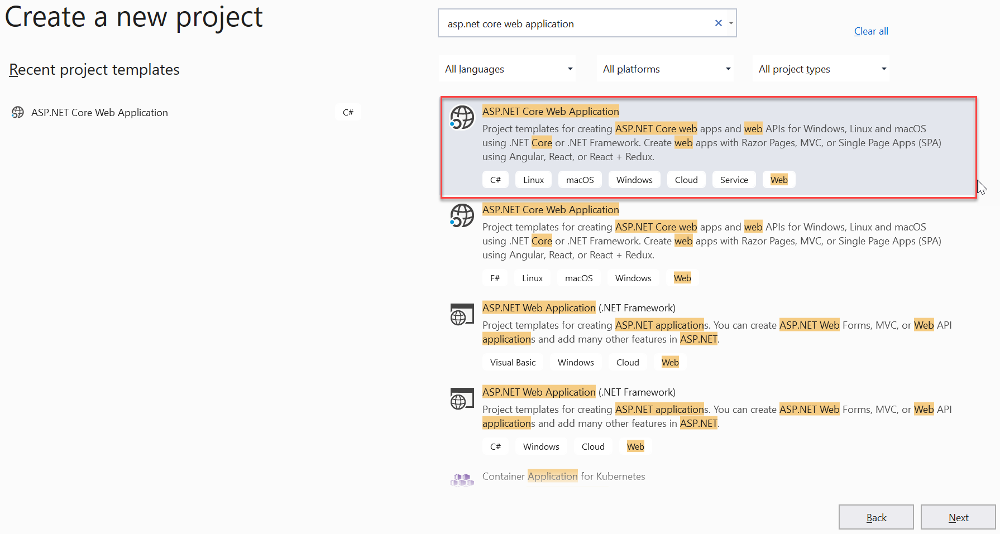 Create a new project
asp.net core web application
Clear all
Recent project templates
All languages
All platforms
All project types
ASP.NET Core Web Application
C#
ASP.NET Core Web Application
Project templates for creating ASP.NET Core web apps and web APIs for Windows, Linux and macOS
using .NET Core or .NET Framework. Create web apps with Razor Pages, MVC, or Single Page Apps (SPA)
using Angular, React, or React + Redux.
C# Linux macOS Windows Cloud Service Web
ASP.NET Core Web Application
Project templates for creating ASP.NET Core web apps and web APIs for Windows, Linux and macOS
using .NET Core or .NET Framework. Create web apps with Razor Pages, MVC, or Single Page Apps (SPA)
using Angular, React, or React + Redux.
F# Linux macOS Windows Web
ASP.NET Web Application (.NET Framework)
Project templates for creating ASP.NET applications. You can create ASP.NET Web Forms, MVC, or Web API
applications and add many other features in ASP.NET.
Visual Basic Windows Cloud Web
ASP.NET Web Application (.NET Framework)
Project templates for creating ASP.NET applications. You can create ASP.NET Web Forms, MVC, or Web API
applications and add many other features in ASP.NET.
C# Windows Cloud Web
Container Application for Kubernetes
Back
Next